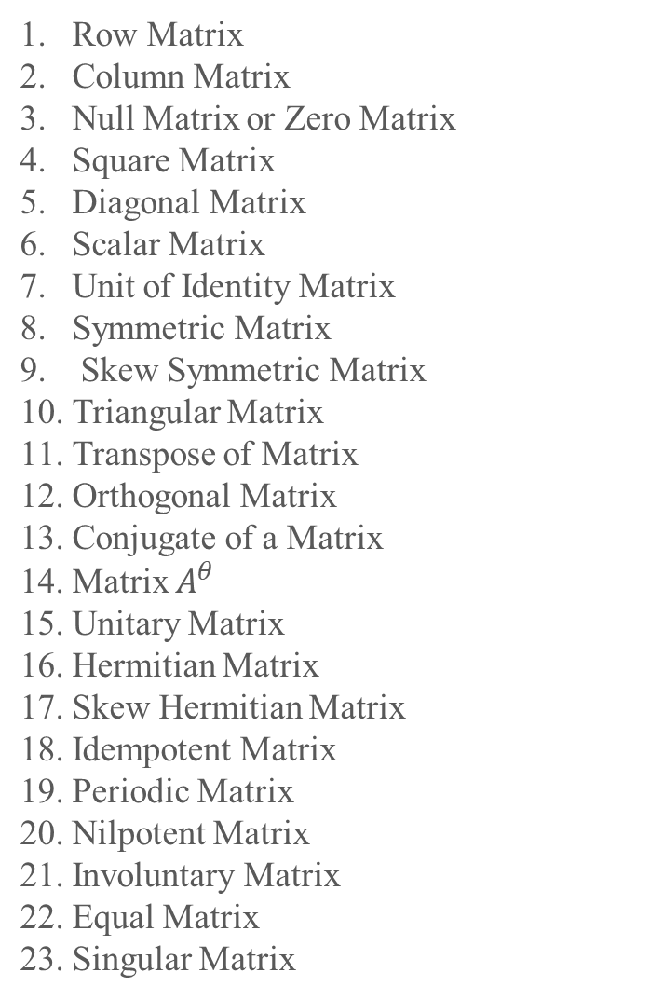 1. Row Matrix
2. Column Matrix
3. Null Matrix or Zero Matrix
4. Square Matrix
5. Diagonal Matrix
6. Scalar Matrix
7. Unit of Identity Matrix
8. Symmetric Matrix
9. Skew Symmetric Matrix
10. Triangular Matrix
11. Transpose of Matrix
12. Orthogonal Matrix
13. Conjugate of a Matrix
14. Matrix A^θ
15. Unitary Matrix
16. Hermitian Matrix
17. Skew Hermitian Matrix
18. Idempotent Matrix
19. Periodic Matrix
20. Nilpotent Matrix
21. Involuntary Matrix
22. Equal Matrix
23. Singular Matrix